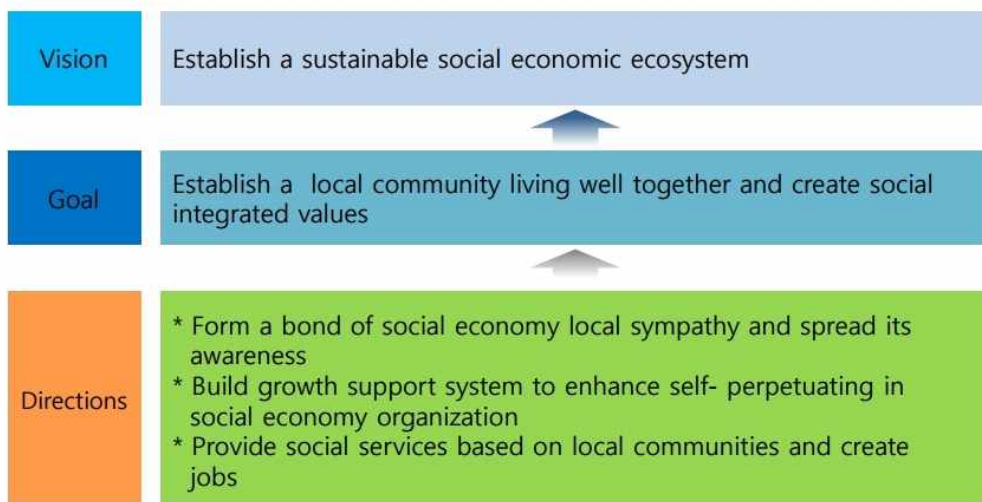 Vision
Establish a sustainable social economic ecosystem
Goal
Establish a  local community living well together and create social
integrated values
Directions
* Form a bond of social economy local sympathy and spread its
awareness
* Build growth support system to enhance self- perpetuating in
social economy organization
* Provide social services based on local communities and create
jobs